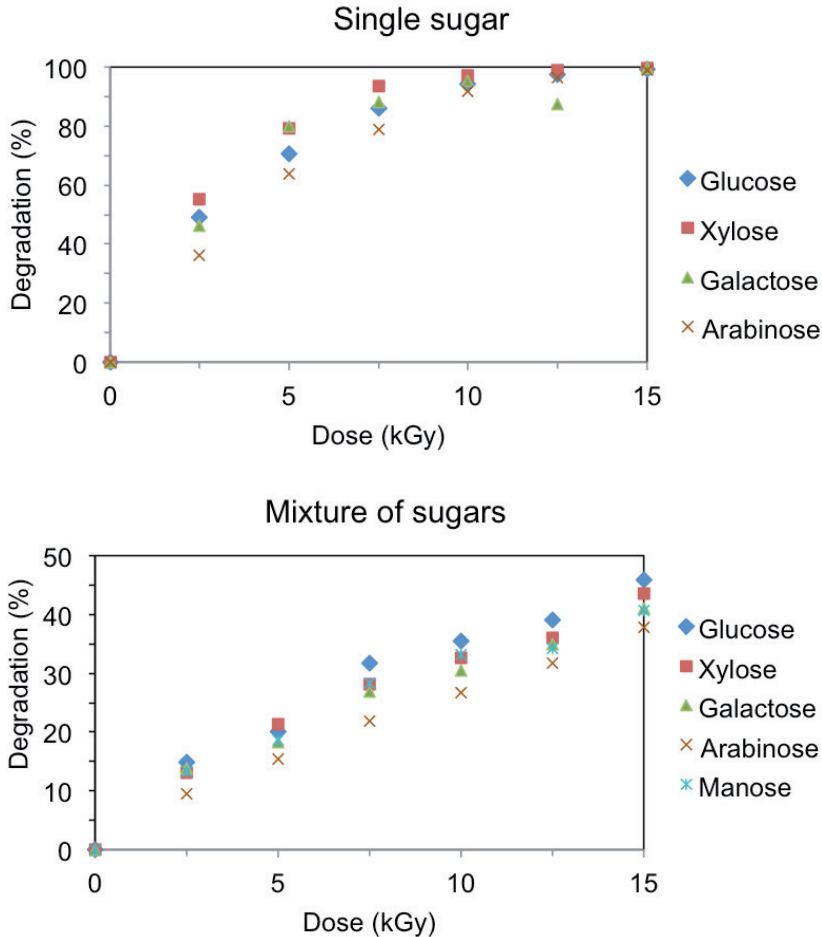 Single sugar
100
80
60
40
20
0
Degradation (%)
0 5 10 15
Dose (kGy)
Glucose
Xylose
Galactose
Arabinose
Mixture of sugars
50
40
30
20
10
0
Degradation (%)
0 5 10 15
Dose (kGy)
Glucose
Xylose
Galactose
Arabinose
Manose